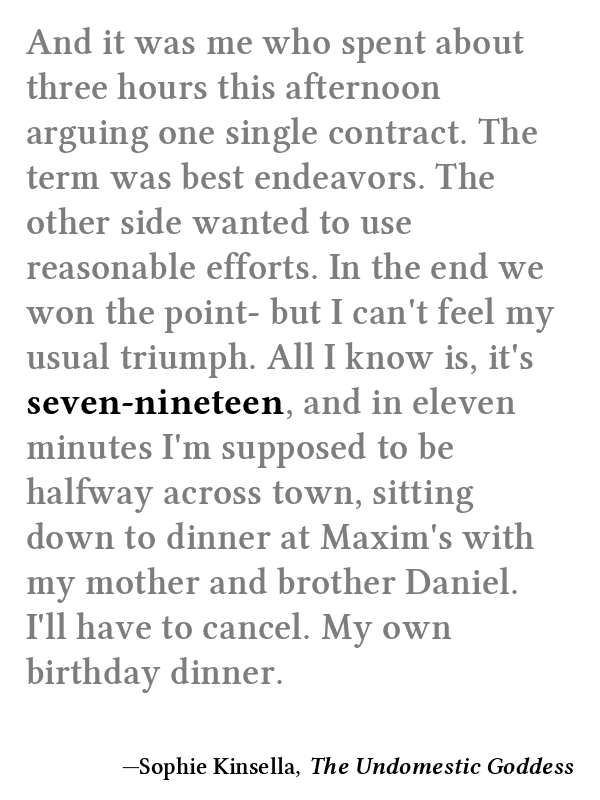 And it was me who spent about
three hours this afternoon
arguing one single contract. The
term was best endeavors. The
other side wanted to use
reasonable efforts. In the end we
won the point- but I can't feel my
usual triumph. All I know is, it's
seven-nineteen, and in eleven
minutes I'm supposed to be
halfway across town, sitting
down to dinner at Maxim's with
my mother and brother Daniel.
I'll have to cancel. My own
birthday dinner.
—Sophie Kinsella, The Undomestic Goddess